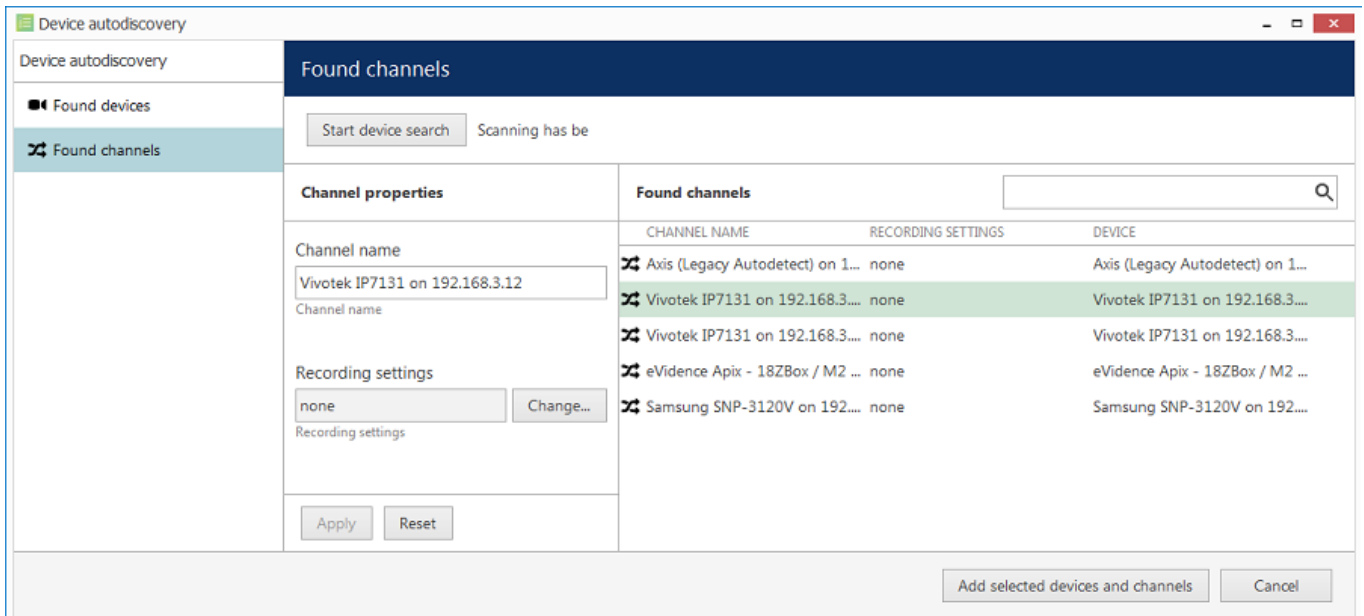 Device autodiscovery
Device autodiscovery
Found devices
Found channels
Found channels
Start device search Scanning has be
Channel properties
Channel name
Vivotek IP7131 on 192.168.3.12
Channel name
Recording settings
none Change...
Recording settings
Apply Reset
Found channels
CHANNEL NAME RECORDING SETTINGS DEVICE
Axis (Legacy Autodetect) on 1... none Axis (Legacy Autodetect) on 1...
Vivotek IP7131 on 192.168.3.... none Vivotek IP7131 on 192.168.3....
Vivotek IP7131 on 192.168.3.... none Vivotek IP7131 on 192.168.3....
eVidence Apix - 18ZBox / M2 ... none eVidence Apix - 18ZBox / M2 ...
Samsung SNP-3120V on 192.... none Samsung SNP-3120V on 192....
Add selected devices and channels Cancel